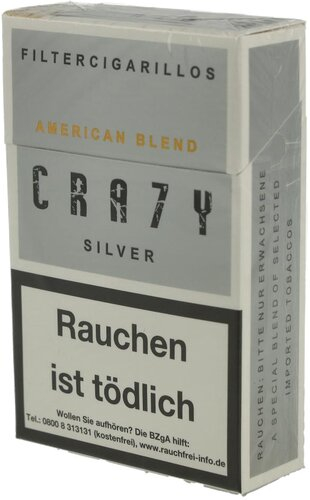 FILTERCIGARILLOS
AMERICAN BLEND
CRA7Y
SILVER
Rauchen
ist tödlich
Wollen Sie aufhören? Die BZgA hilft:
Tel.: 0800 8 313131 (kostenfrei), www.rauchfrei-info.de
RAUCHEN: BITTE NUR ERWACHSENE
A SPECIAL BLEND OF SELECTED
IMPORTED TOBACCOS